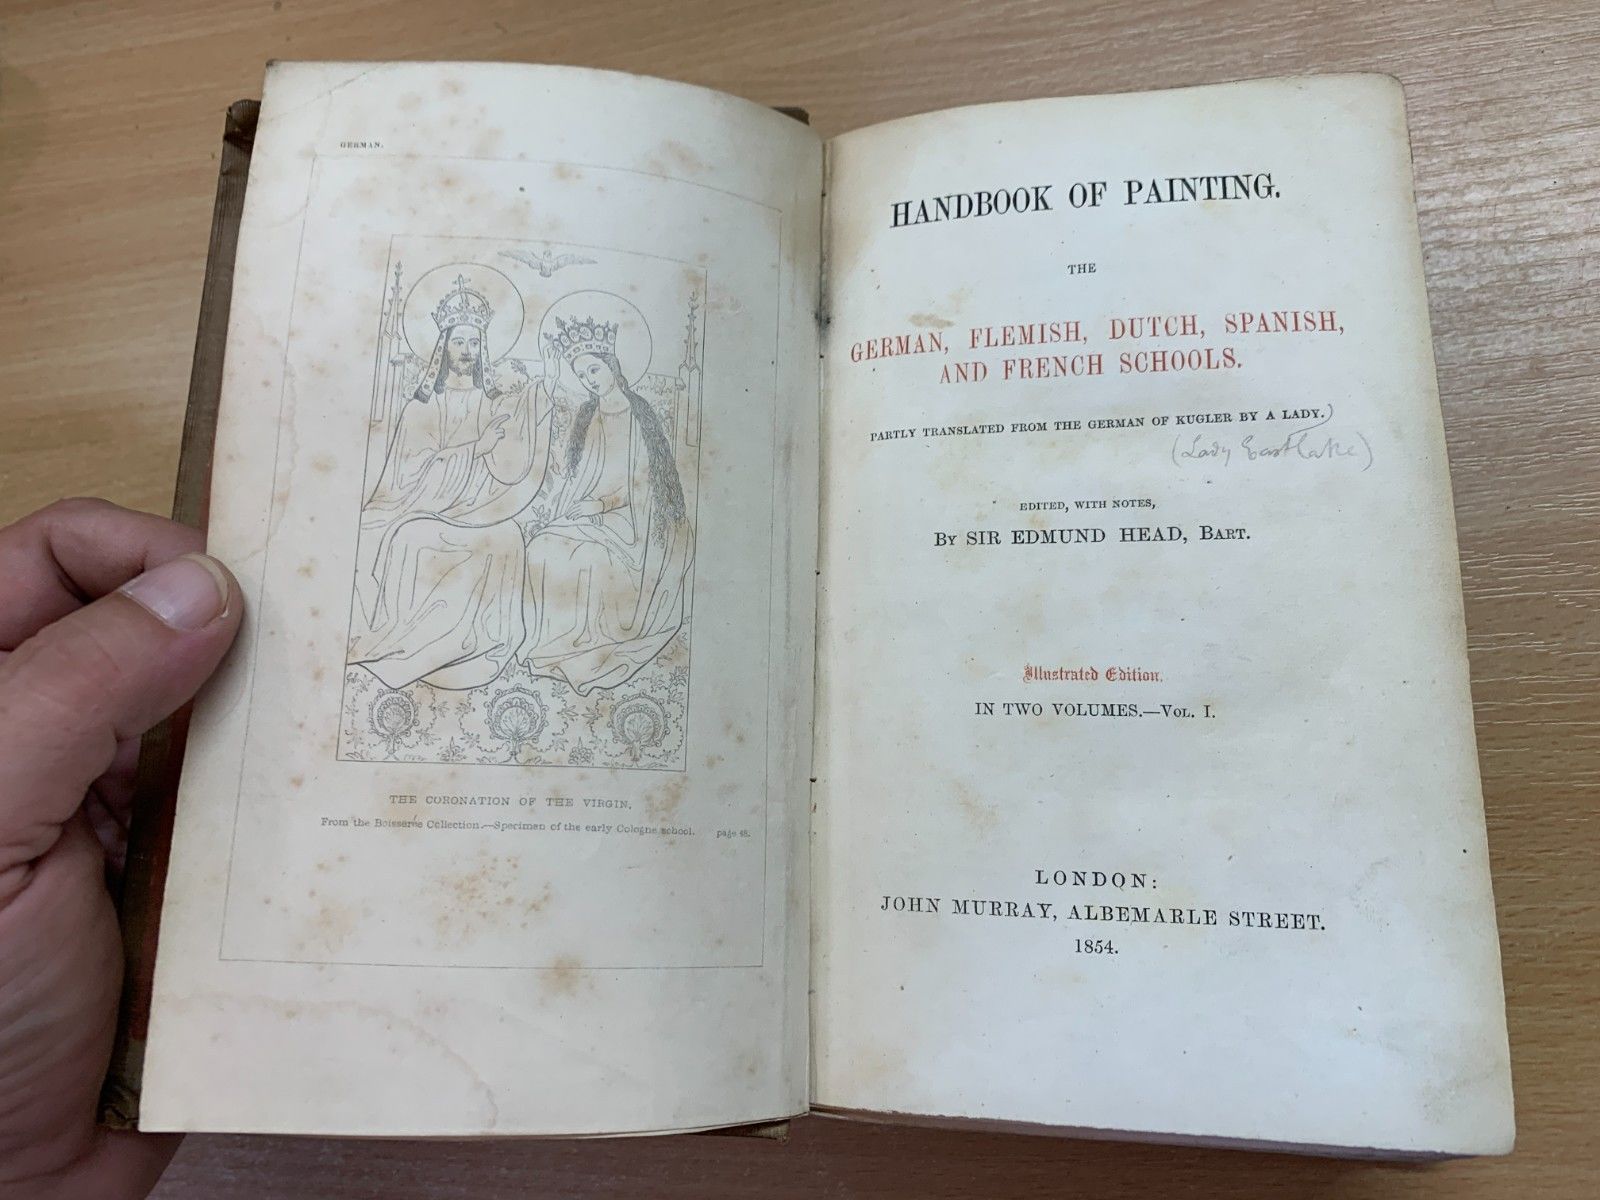 GERMAN.
THE CORONATION OF THE VIRGIN.
From the Boisserée Collection.—Specimen of the early Cologne school. page 48.
HANDBOOK OF PAINTING.
THE
GERMAN, FLEMISH, DUTCH, SPANISH,
AND FRENCH SCHOOLS.
PARTLY TRANSLATED FROM THE GERMAN OF KUGLER BY A LADY.)
(Lady Eastlake)
EDITED, WITH NOTES,
BY SIR EDMUND HEAD, BART.
Illustrated Edition.
IN TWO VOLUMES.—VOL. I.
LONDON:
JOHN MURRAY, ALBEMARLE STREET.
1854.